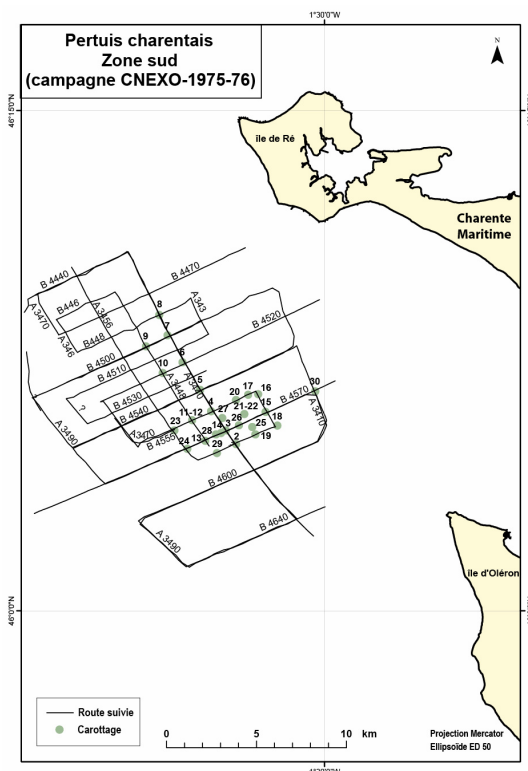 1°30'0"W
Pertuis charentais
Zone sud
(campagne CNEXO-1975-76)
N
46°15'0"N
île de Ré
Charente
Maritime
B 4440
B 4470
A 3470
B446
A 3456
A 343
A 346
B448
8
7
9
B 4500
6
B 4520
10
B 4510
A 3448
5
B 4530
?
B 4540
20
17
16
B 4570
30
4
21-22
11-12
27
26
15
A 3410
23
3
25
18
A3470
B 4555
14
28
13
2
19
24
29
A 3490
B 4600
B 4640
A 3490
46°0'0"N
île d'Oléron
Route suivie
Carottage
0
5
10
km
Projection Mercator
Ellipsoïde ED 50